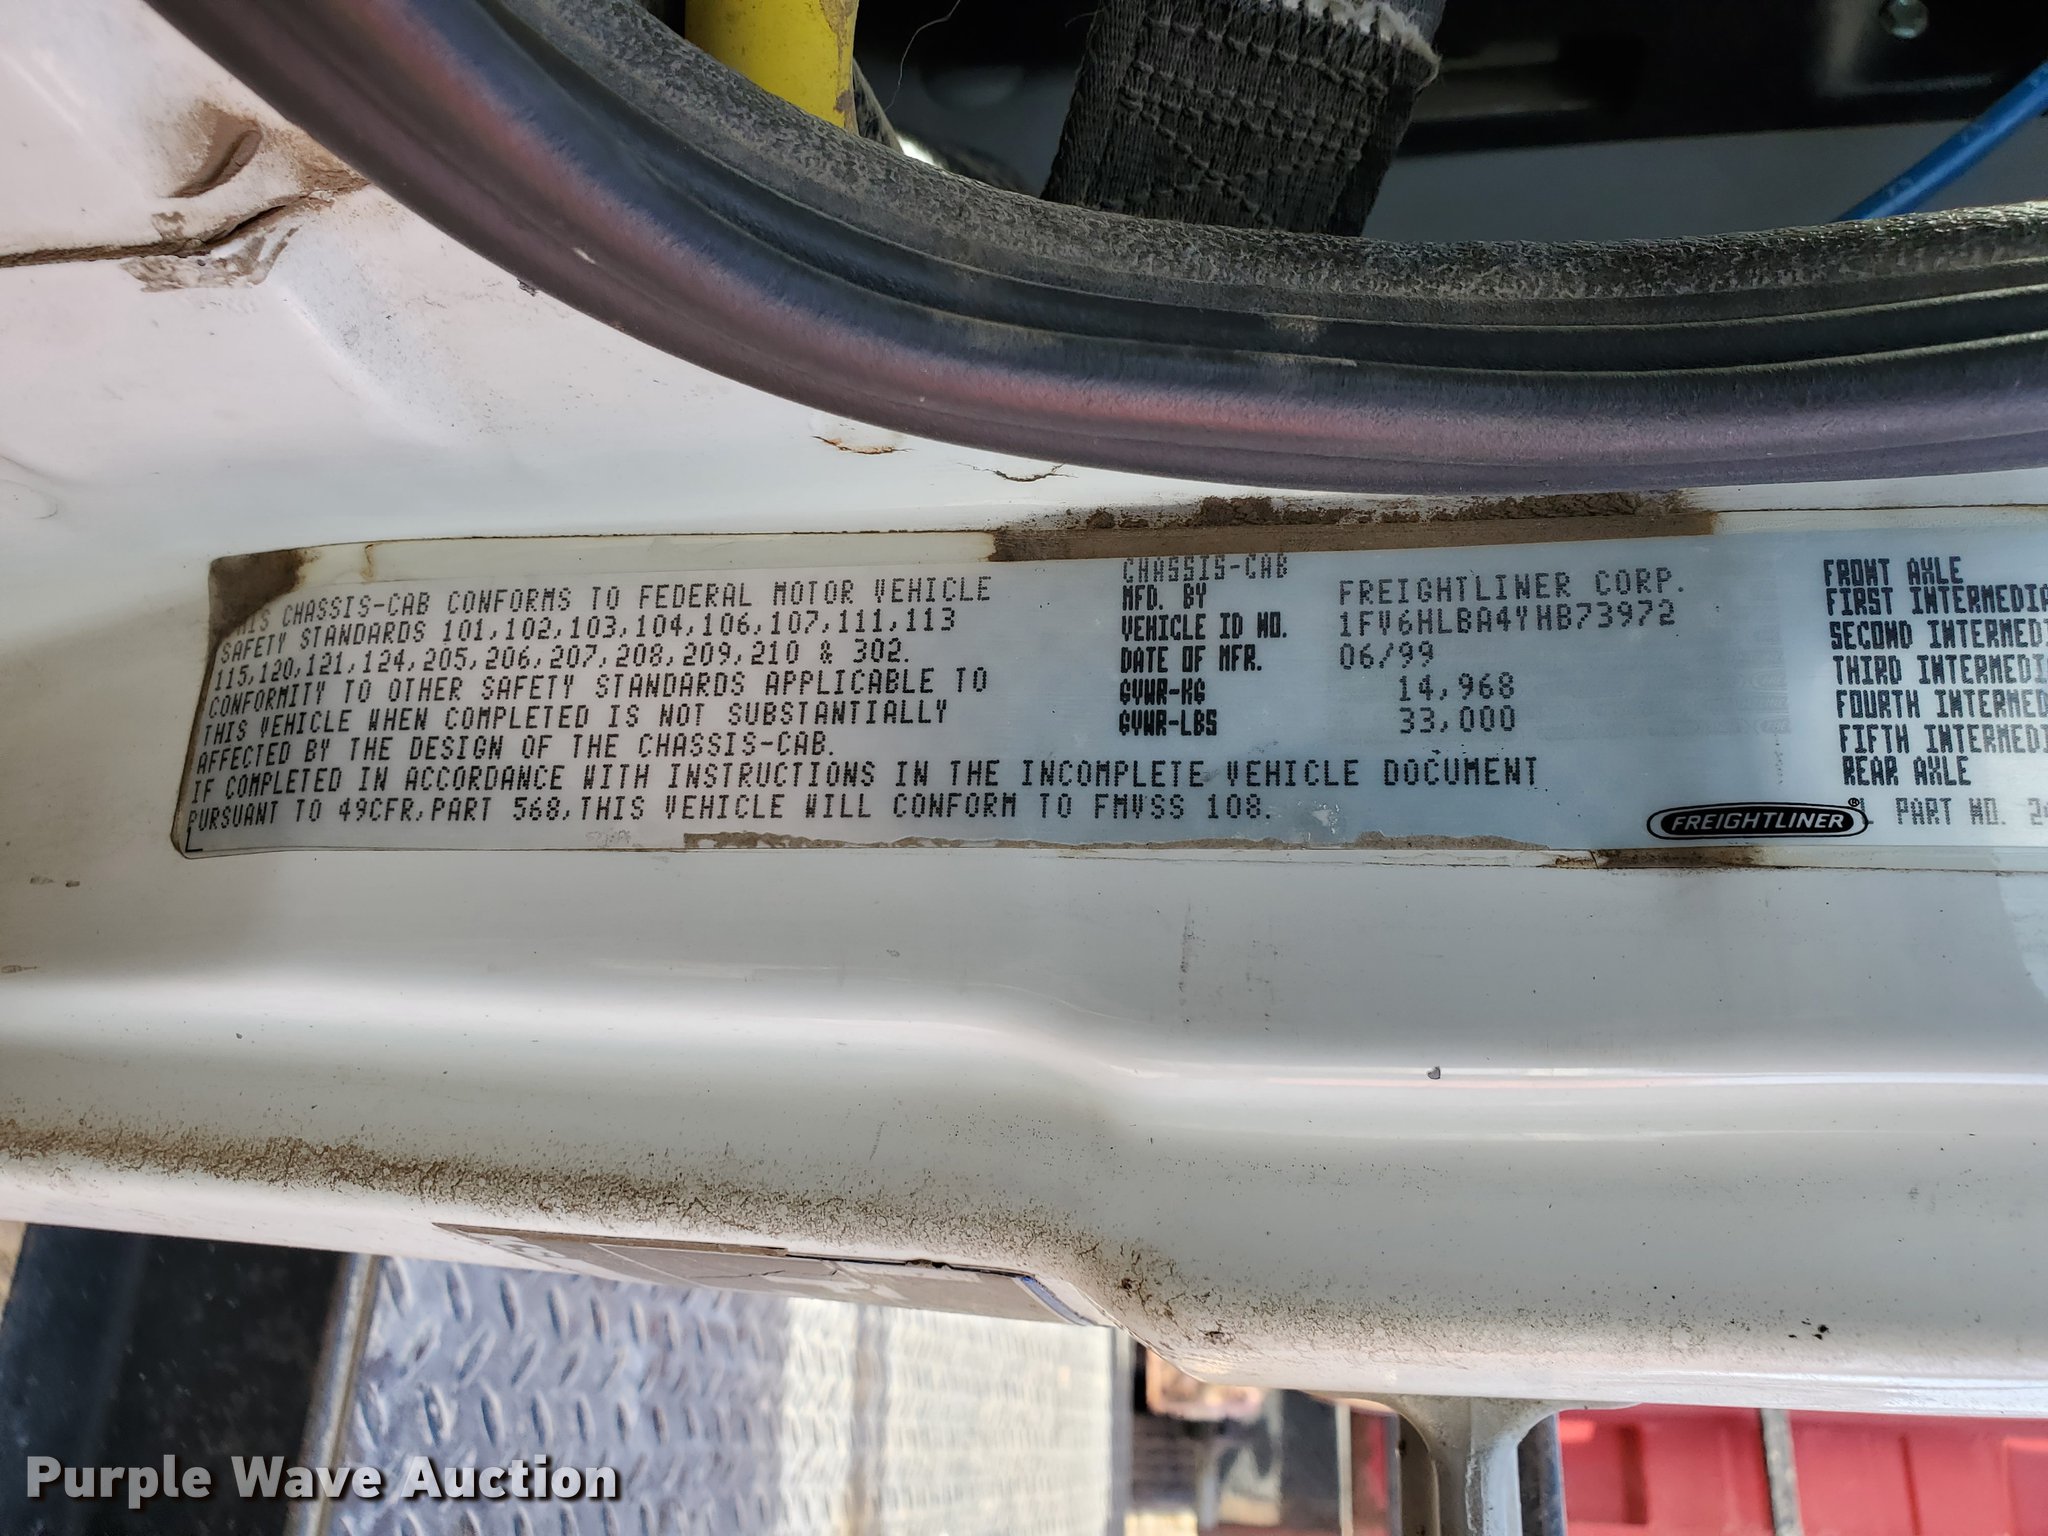 THIS CHASSIS-CAB CONFORMS TO FEDERAL MOTOR VEHICLE
SAFETY STANDARDS 101,102,103,104,106,107,111,113
115,120,121,124,205,206,207,208,209,210 & 302.
CONFORMITY TO OTHER SAFETY STANDARDS APPLICABLE TO
THIS VEHICLE WHEN COMPLETED IS NOT SUBSTANTIALLY
AFFECTED BY THE DESIGN OF THE CHASSIS-CAB.
IF COMPLETED IN ACCORDANCE WITH INSTRUCTIONS IN THE INCOMPLETE VEHICLE DOCUMENT
PURSUANT TO 49CFR,PART 568,THIS VEHICLE WILL CONFORM TO FMVSS 108.
CHASSIS-CAB
MFD. BY FREIGHTLINER CORP.
VEHICLE ID NO. 1FV6HLBA4YHB73972
DATE OF MFR. 06/99
GVWR-KG 14,968
GVWR-LBS 33,000
FRONT AXLE
FIRST INTERMEDIA
SECOND INTERMED
THIRD INTERMEDI
FOURTH INTERMED
FIFTH INTERMEDI
REAR AXLE
FREIGHTLINER®
PART NO. 24
Purple Wave Auction